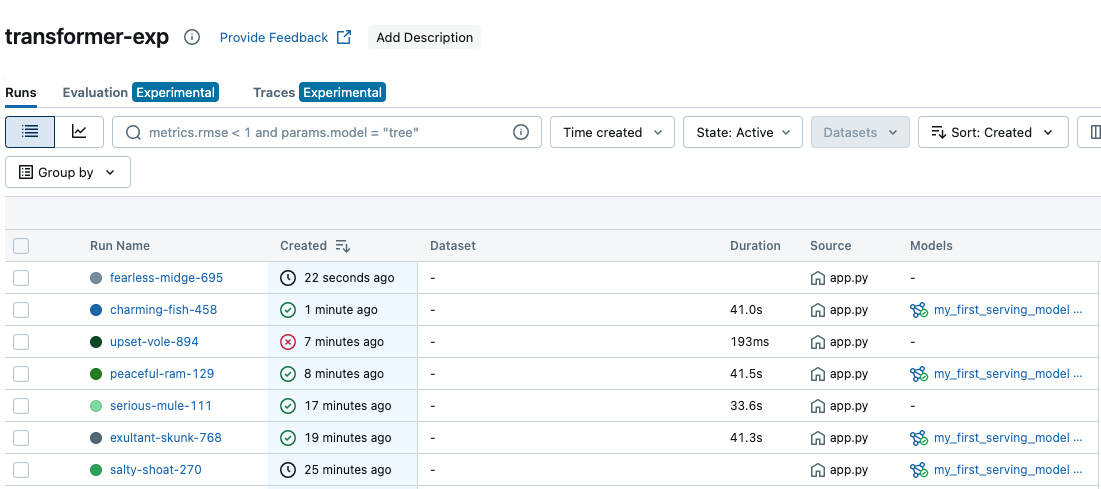 transformer-exp Provide Feedback Add Description
Runs Evaluation Experimental Traces Experimental
metrics.rmse < 1 and params.model = "tree" Time created State: Active Datasets Sort: Created
Group by
Run Name Created Dataset Duration Source Models
fearless-midge-695 22 seconds ago - app.py -
charming-fish-458 1 minute ago - 41.0s app.py my_first_serving_model ...
upset-vole-894 7 minutes ago - 193ms app.py -
peaceful-ram-129 8 minutes ago - 41.5s app.py my_first_serving_model ...
serious-mule-111 17 minutes ago - 33.6s app.py -
exultant-skunk-768 19 minutes ago - 41.3s app.py my_first_serving_model ...
salty-shoat-270 25 minutes ago - app.py my_first_serving_model ...